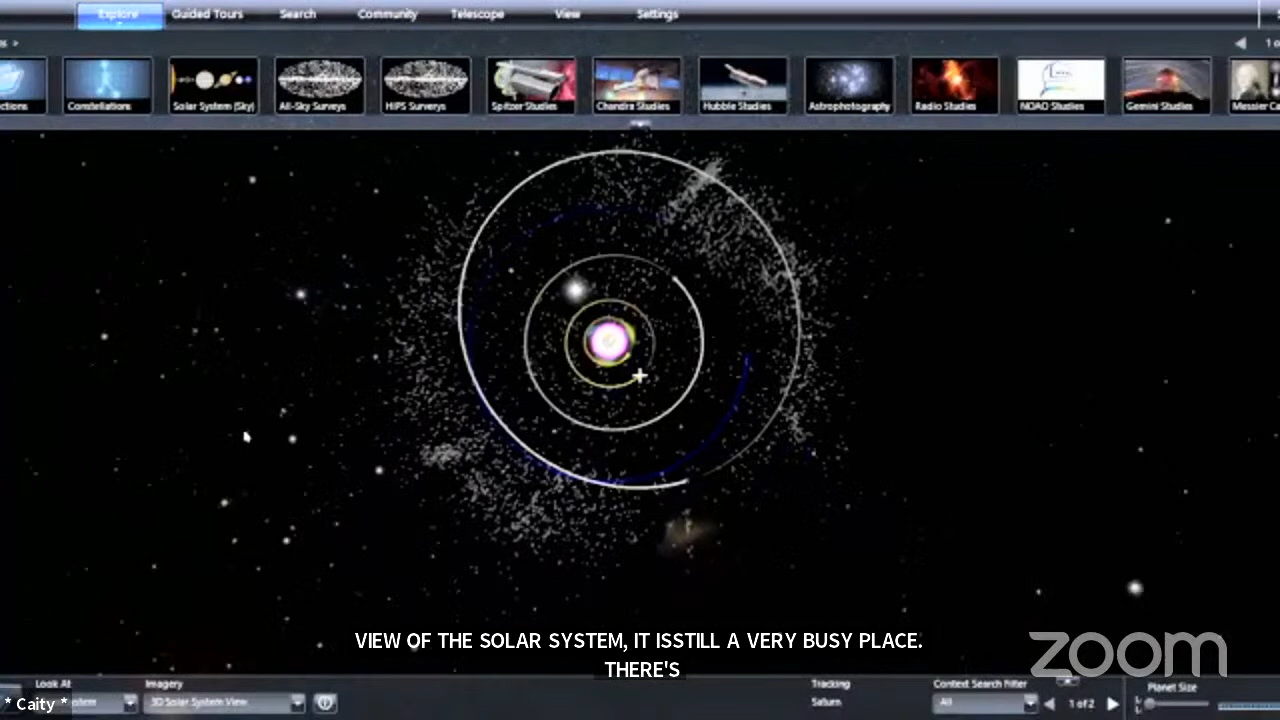 Explore Guided Tours Search Community Telescope View Settings
Constellations Solar System (Sky) All-Sky Surveys HIPS Surverys Spitzer Studies Chandra Studies Hubble Studies Astrophotography Radio Studies NOAO Studies Gemini Studies Messier
VIEW OF THE SOLAR SYSTEM, IT ISSTILL A VERY BUSY PLACE.
THERE'S
zoom
Look At Imagery Tracking Context Search Filter Planet Size
* Caity * 3D Solar System View Saturn All 1 of 2